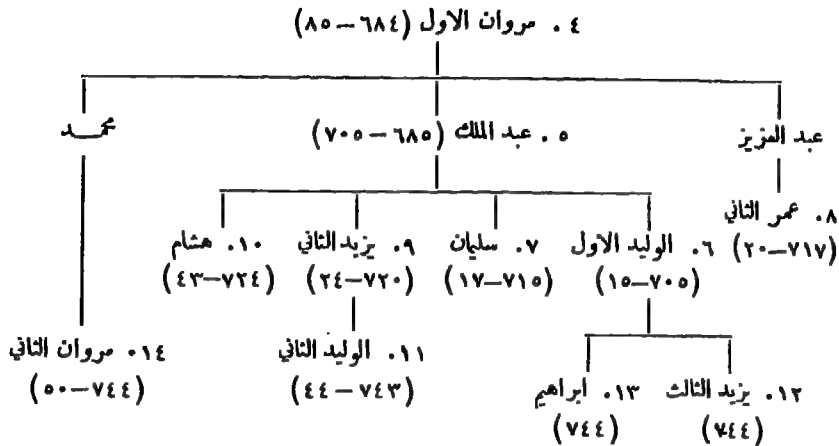 ٤ . مروان الاول (٦٨٤–٨٥)
عبد العزيز
٥ . عبد الملك (٦٨٥–٧٠٥)
محمد
٨. عمر الثاني
(٧١٧–٢٠)
٦. الوليد الاول
(٧٠٥–١٥)
٧. سليان
(٧١٥–١٧)
٩. يزيد الثاني
(٧٢٠–٢٤)
١٠. هشام
(٧٢٤–٤٣)
١١. الوليد الثاني
(٧٤٣–٤٤)
١٤. مروان الثاني
(٧٤٤–٥٠)
١٢. يزيد الثالث
(٧٤٤)
١٣. ابراهيم
(٧٤٤)